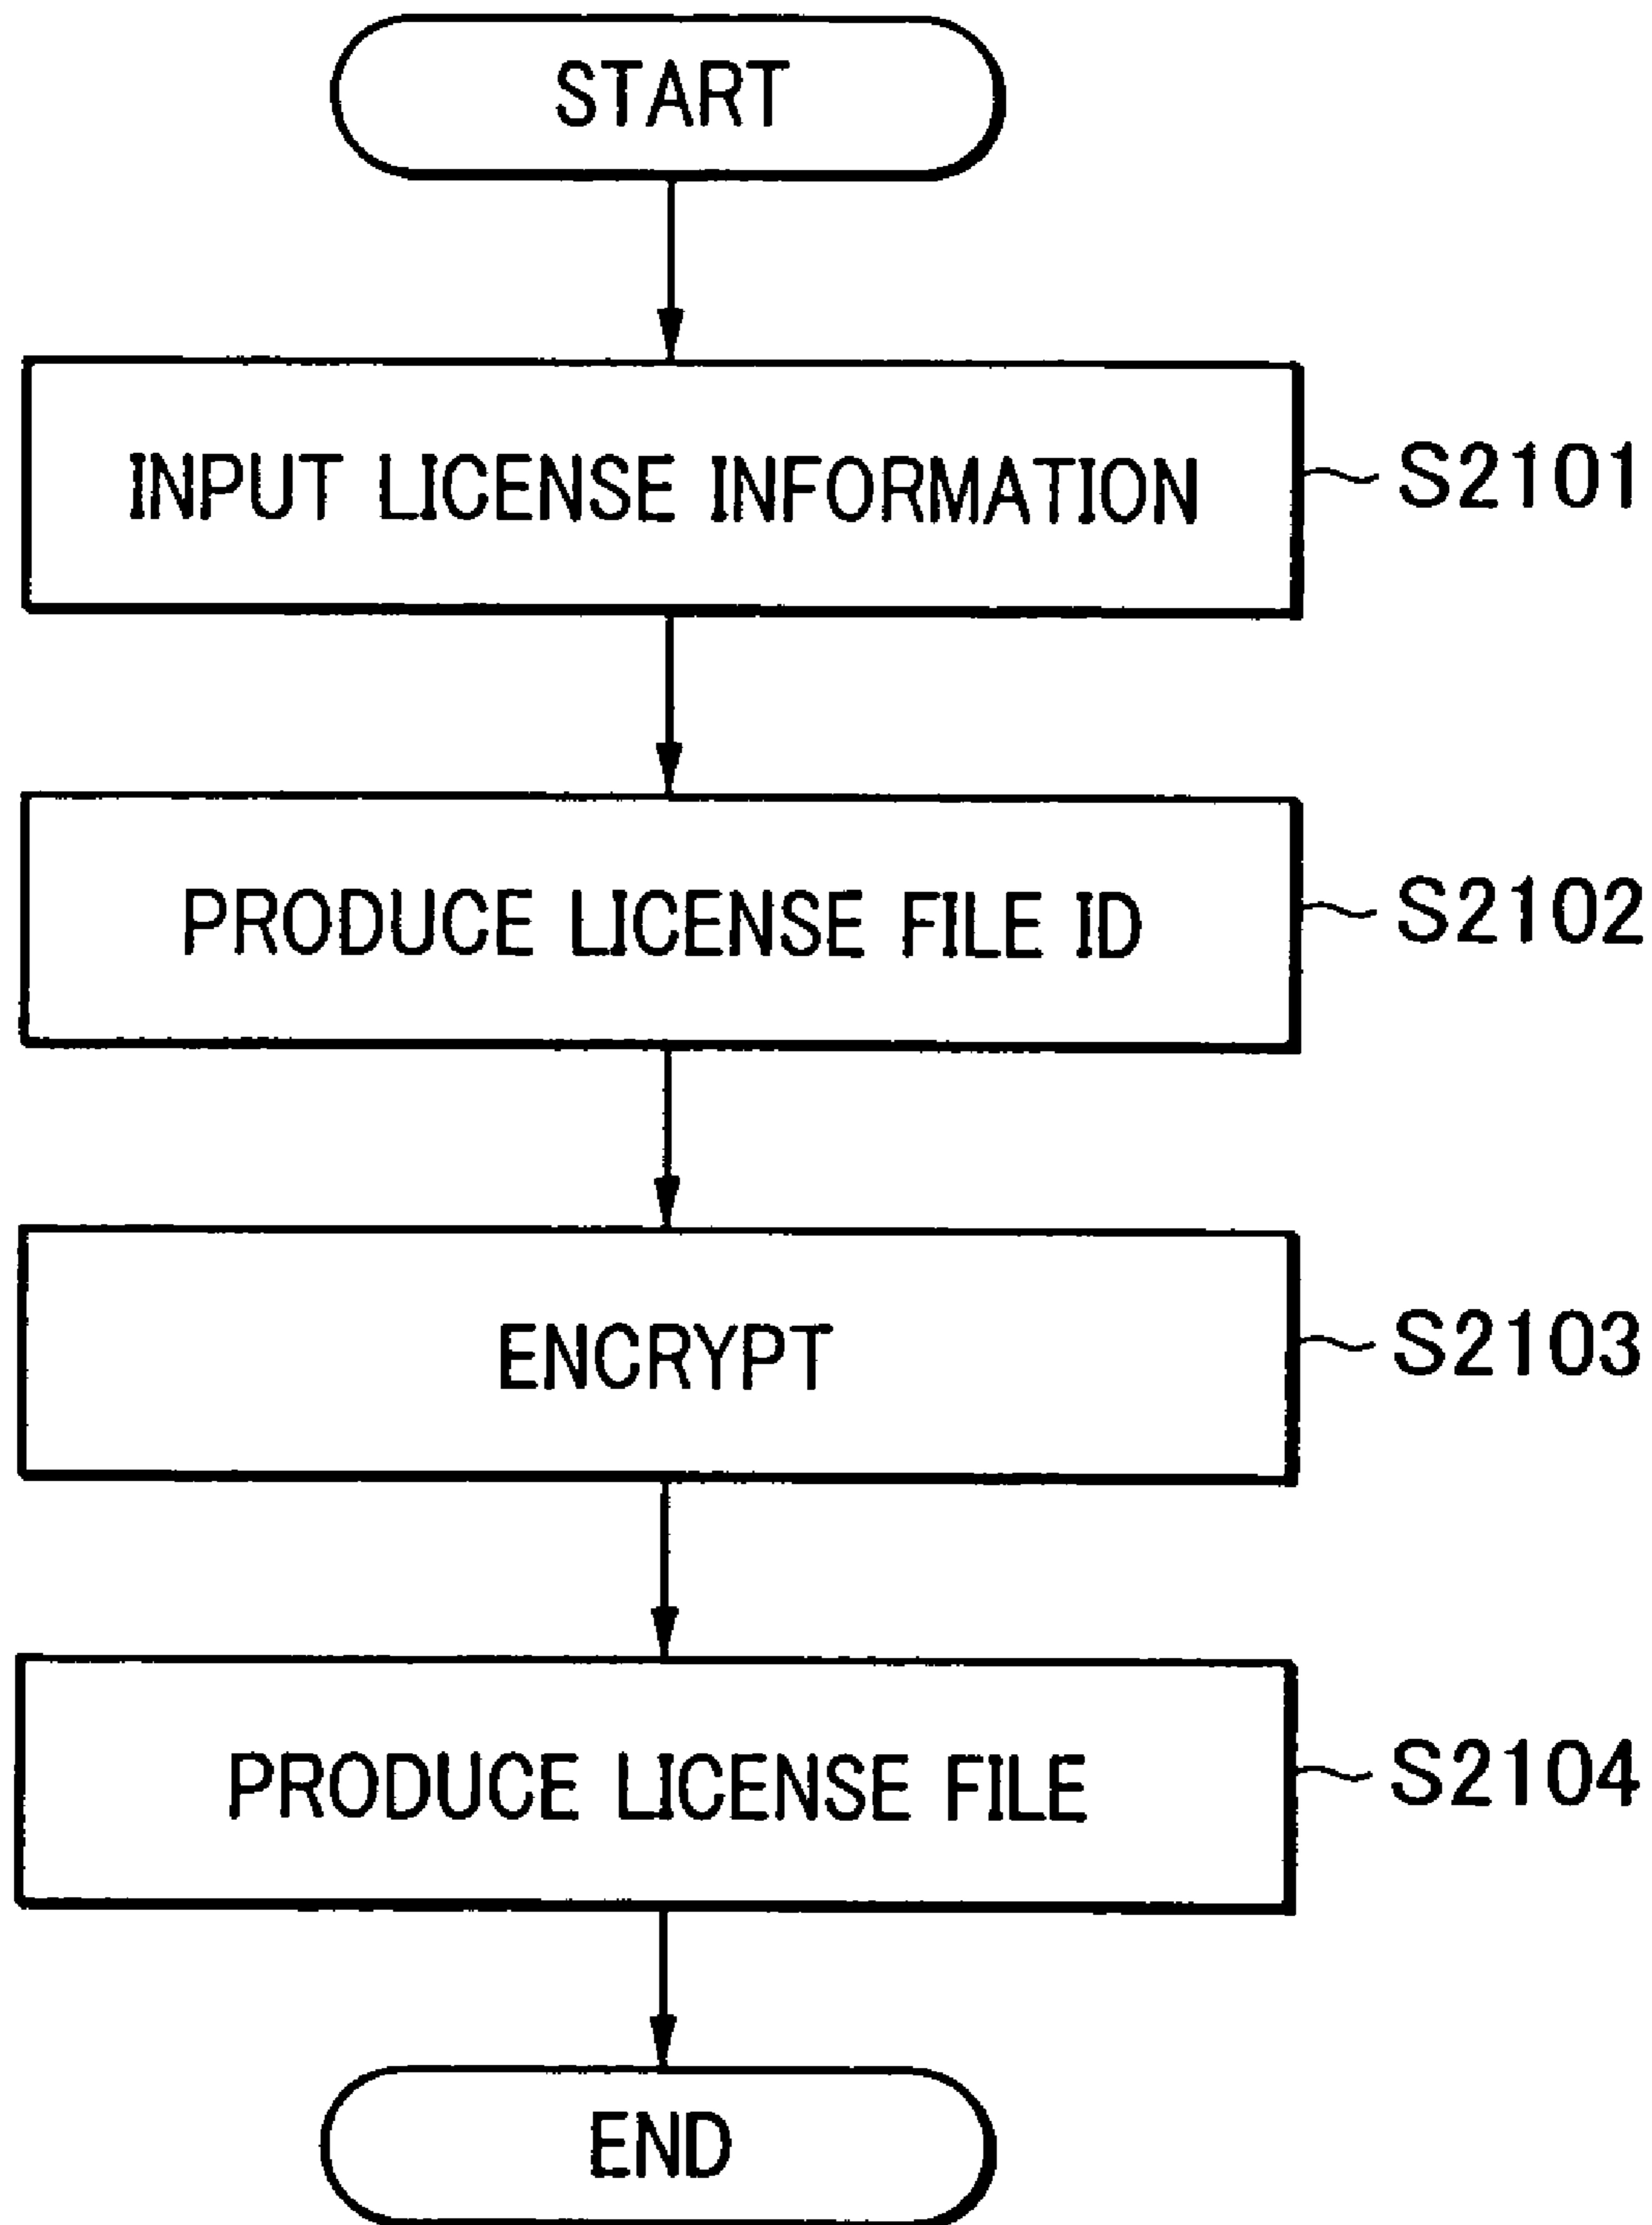 START
INPUT LICENSE INFORMATION
S2101
PRODUCE LICENSE FILE ID
S2102
ENCRYPT
S2103
PRODUCE LICENSE FILE
S2104
END